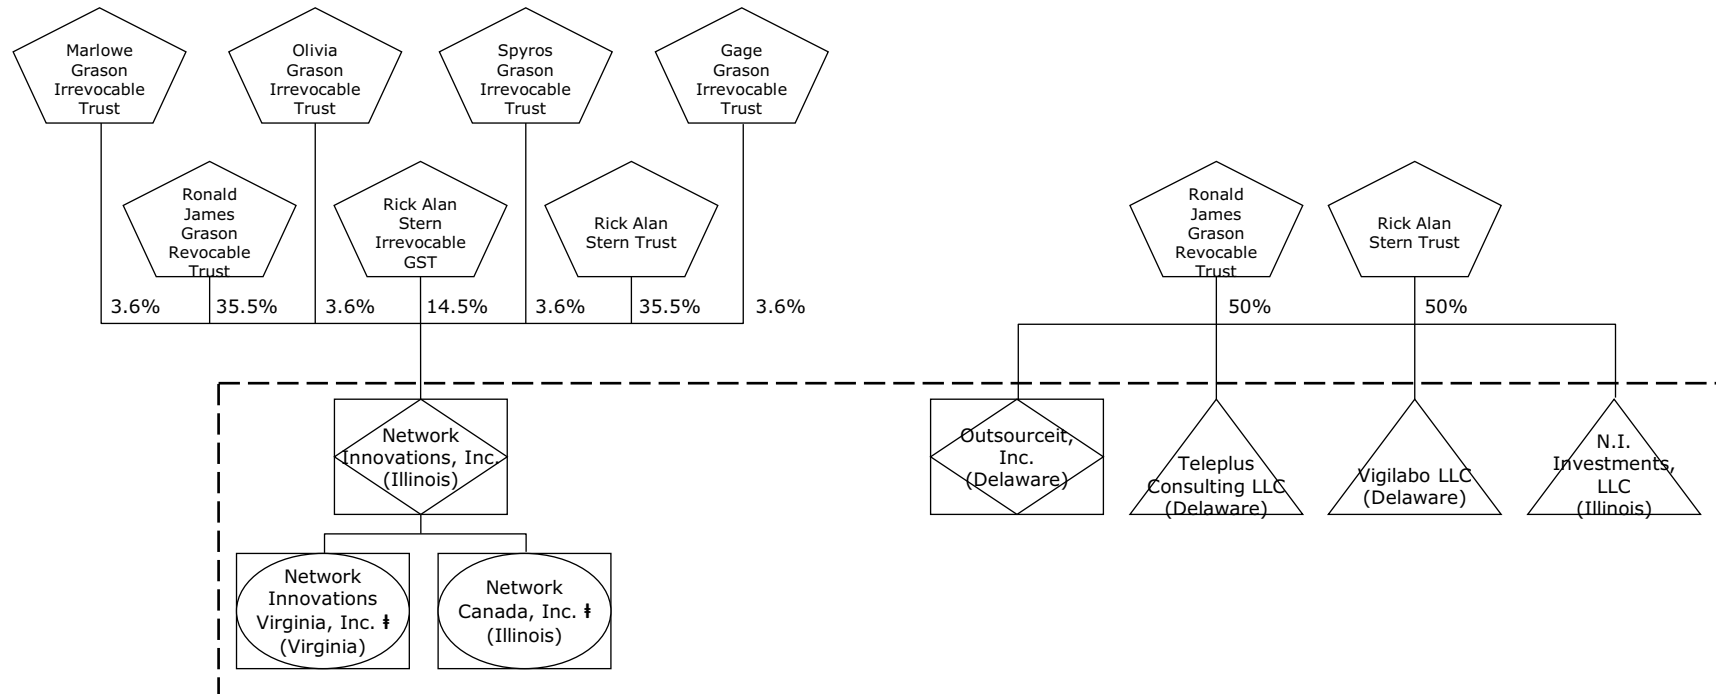 Marlowe
Grason
Irrevocable
Trust
Olivia
Grason
Irrevocable
Trust
Spyros
Grason
Irrevocable
Trust
Gage
Grason
Irrevocable
Trust
Ronald
James
Grason
Revocable
Trust
Rick Alan
Stern
Irrevocable
GST
Rick Alan
Stern Trust
Ronald
James
Grason
Revocable
Trust
Rick Alan
Stern Trust
3.6%
35.5%
3.6%
14.5%
3.6%
35.5%
3.6%
50%
50%
Network
Innovations, Inc.
(Illinois)
Outsourceit,
Inc.
(Delaware)
Teleplus
Consulting LLC
(Delaware)
Vigilabo LLC
(Delaware)
N.I.
Investments,
LLC
(Illinois)
Network
Innovations
Virginia, Inc. ǂ
(Virginia)
Network
Canada, Inc. ǂ
(Illinois)